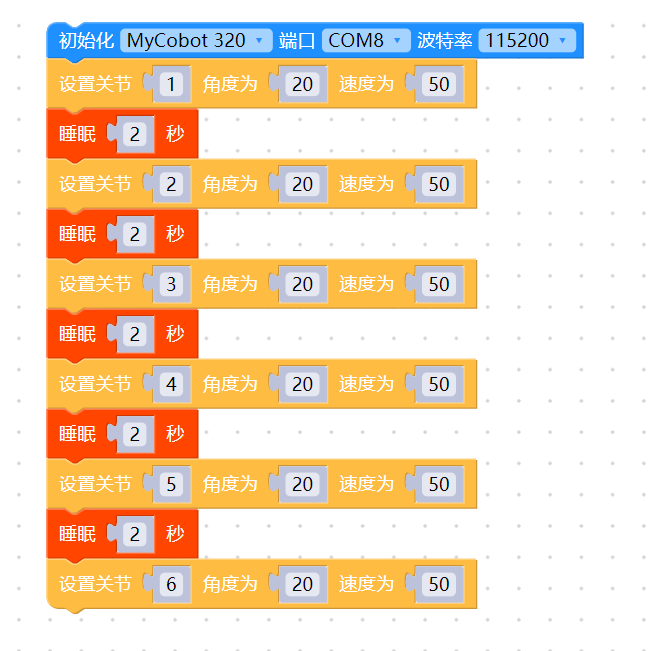 初始化 MyCobot 320 端口 COM8 波特率 115200
设置关节 1 角度为 20 速度为 50
睡眠 2 秒
设置关节 2 角度为 20 速度为 50
睡眠 2 秒
设置关节 3 角度为 20 速度为 50
睡眠 2 秒
设置关节 4 角度为 20 速度为 50
睡眠 2 秒
设置关节 5 角度为 20 速度为 50
睡眠 2 秒
设置关节 6 角度为 20 速度为 50